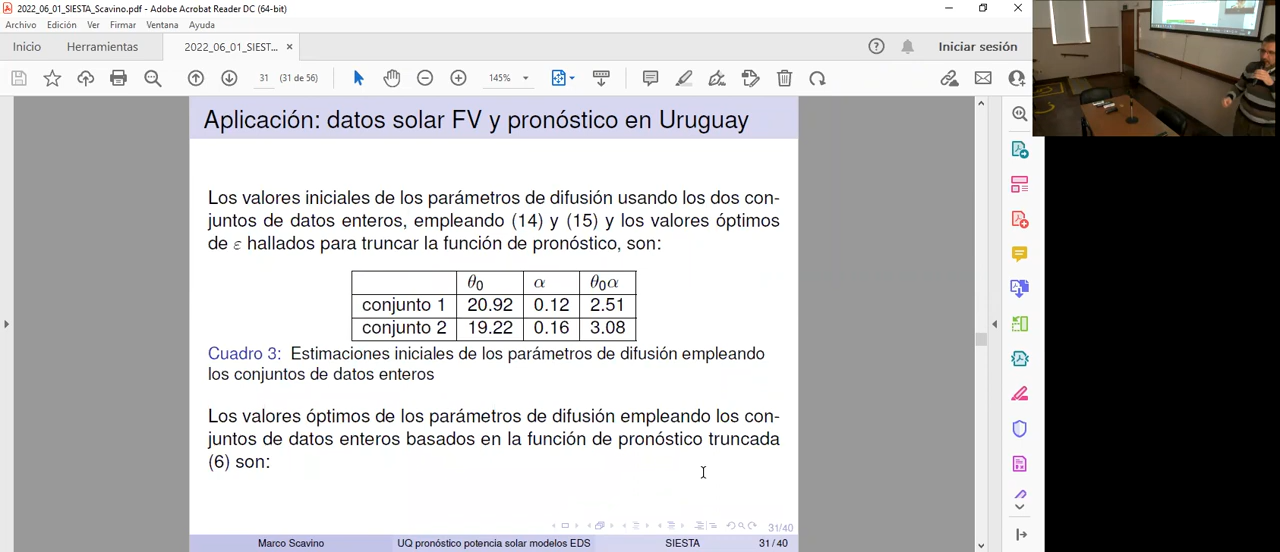 2022_06_01_SIESTA_Scavino.pdf - Adobe Acrobat Reader DC (64-bit)
Archivo Edición Ver Firmar Ventana Ayuda
Inicio Herramientas 2022_06_01_SIEST... × Iniciar sesión
31 (31 de 56) 145%
Aplicación: datos solar FV y pronóstico en Uruguay
Los valores iniciales de los parámetros de difusión usando los dos con-
juntos de datos enteros, empleando (14) y (15) y los valores óptimos
de ε hallados para truncar la función de pronóstico, son:
θ₀ α θ₀α
conjunto 1 20.92 0.12 2.51
conjunto 2 19.22 0.16 3.08
Cuadro 3: Estimaciones iniciales de los parámetros de difusión empleando
los conjuntos de datos enteros
Los valores óptimos de los parámetros de difusión empleando los con-
juntos de datos enteros basados en la función de pronóstico truncada
(6) son:
31/40
Marco Scavino UQ pronóstico potencia solar modelos EDS SIESTA 31/40